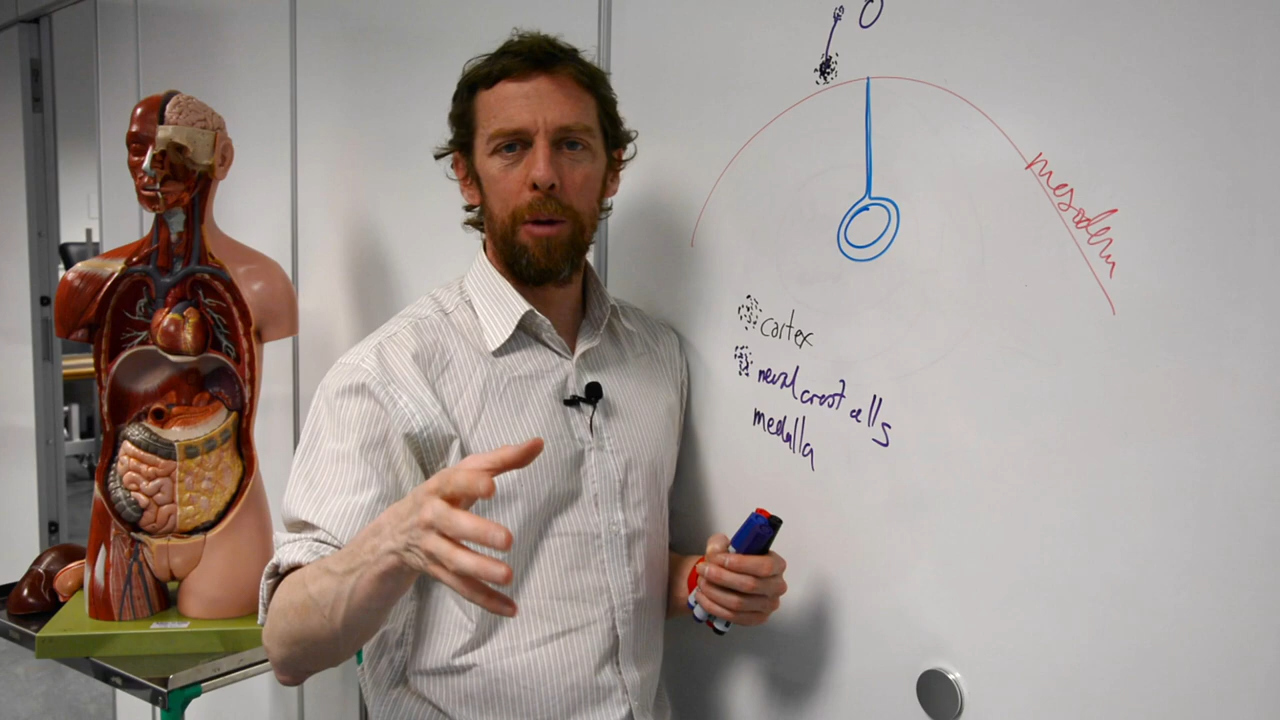 mesoderm
cortex
neural crest cells
medulla